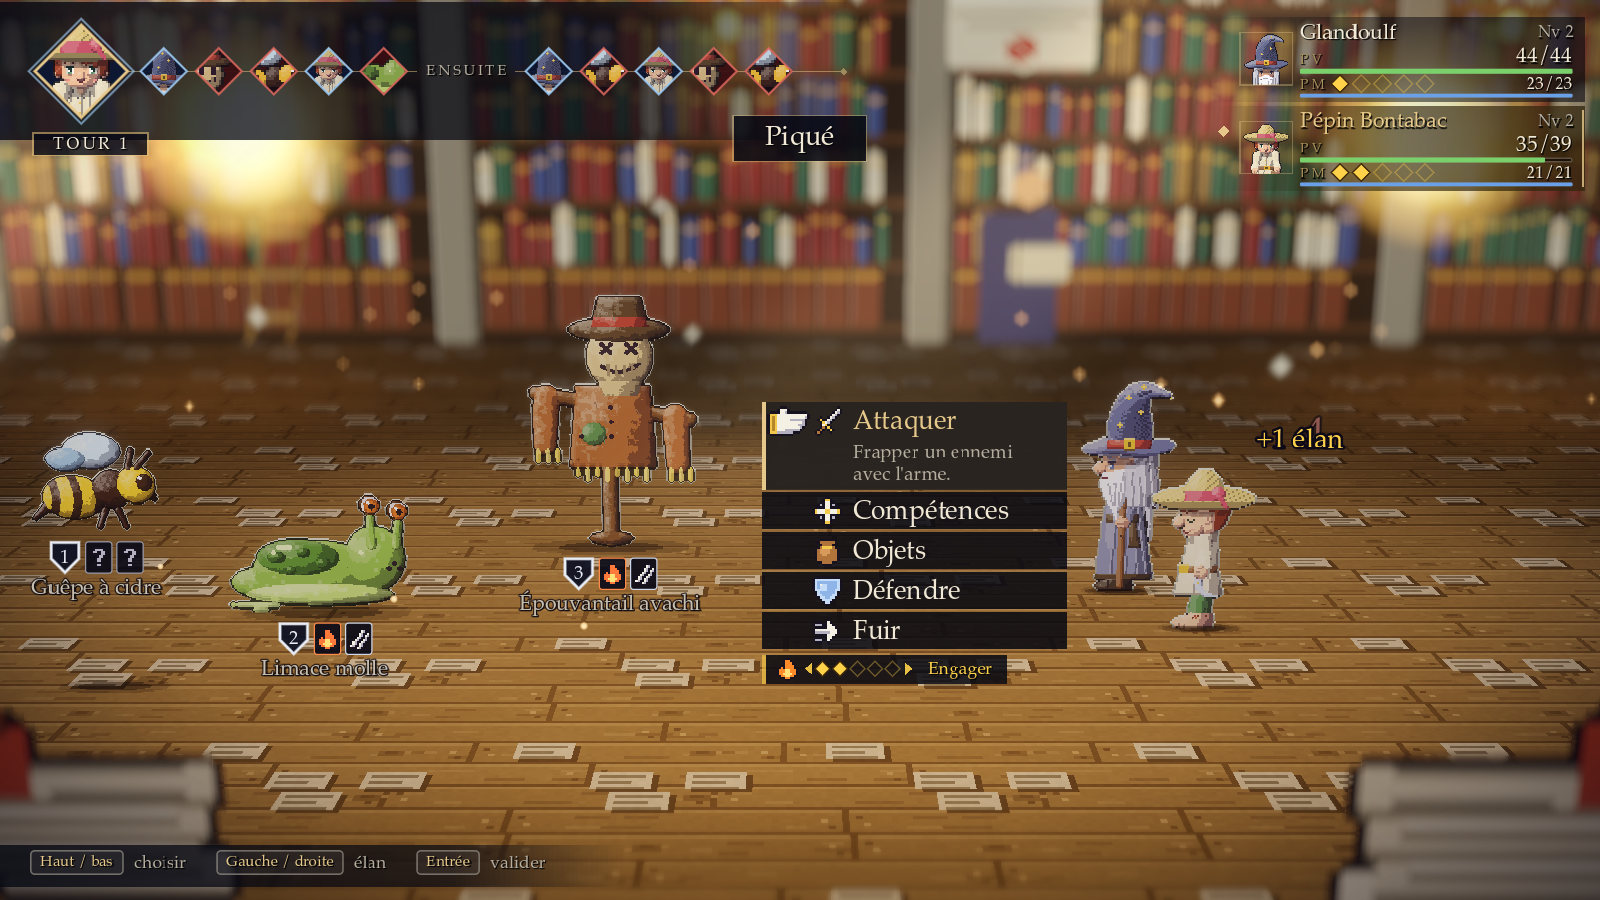 ENSUITE
TOUR 1
Piqué
Glandoulf Nv 2
PV 44/44
PM 23/23
Pépin Bontabac Nv 2
PV 35/39
PM 21/21
+1 élan
Attaquer
Frapper un ennemi
avec l'arme.
Compétences
Objets
Défendre
Fuir
Engager
1 ? ?
Guêpe à cidre
2
Limace molle
3
Épouvantail avachi
Haut / bas choisir Gauche / droite élan Entrée valider